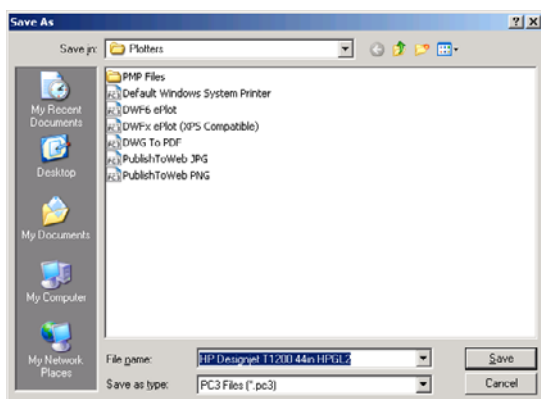 Save As
Save in: Plotters
My Recent Documents
Desktop
My Documents
My Computer
My Network Places
PMP Files
Default Windows System Printer
DWF6 ePlot
DWFx ePlot (XPS Compatible)
DWG To PDF
PublishToWeb JPG
PublishToWeb PNG
File name: HP Designjet T1200 44in HPGL2
Save
Save as type: PC3 Files (*.pc3)
Cancel